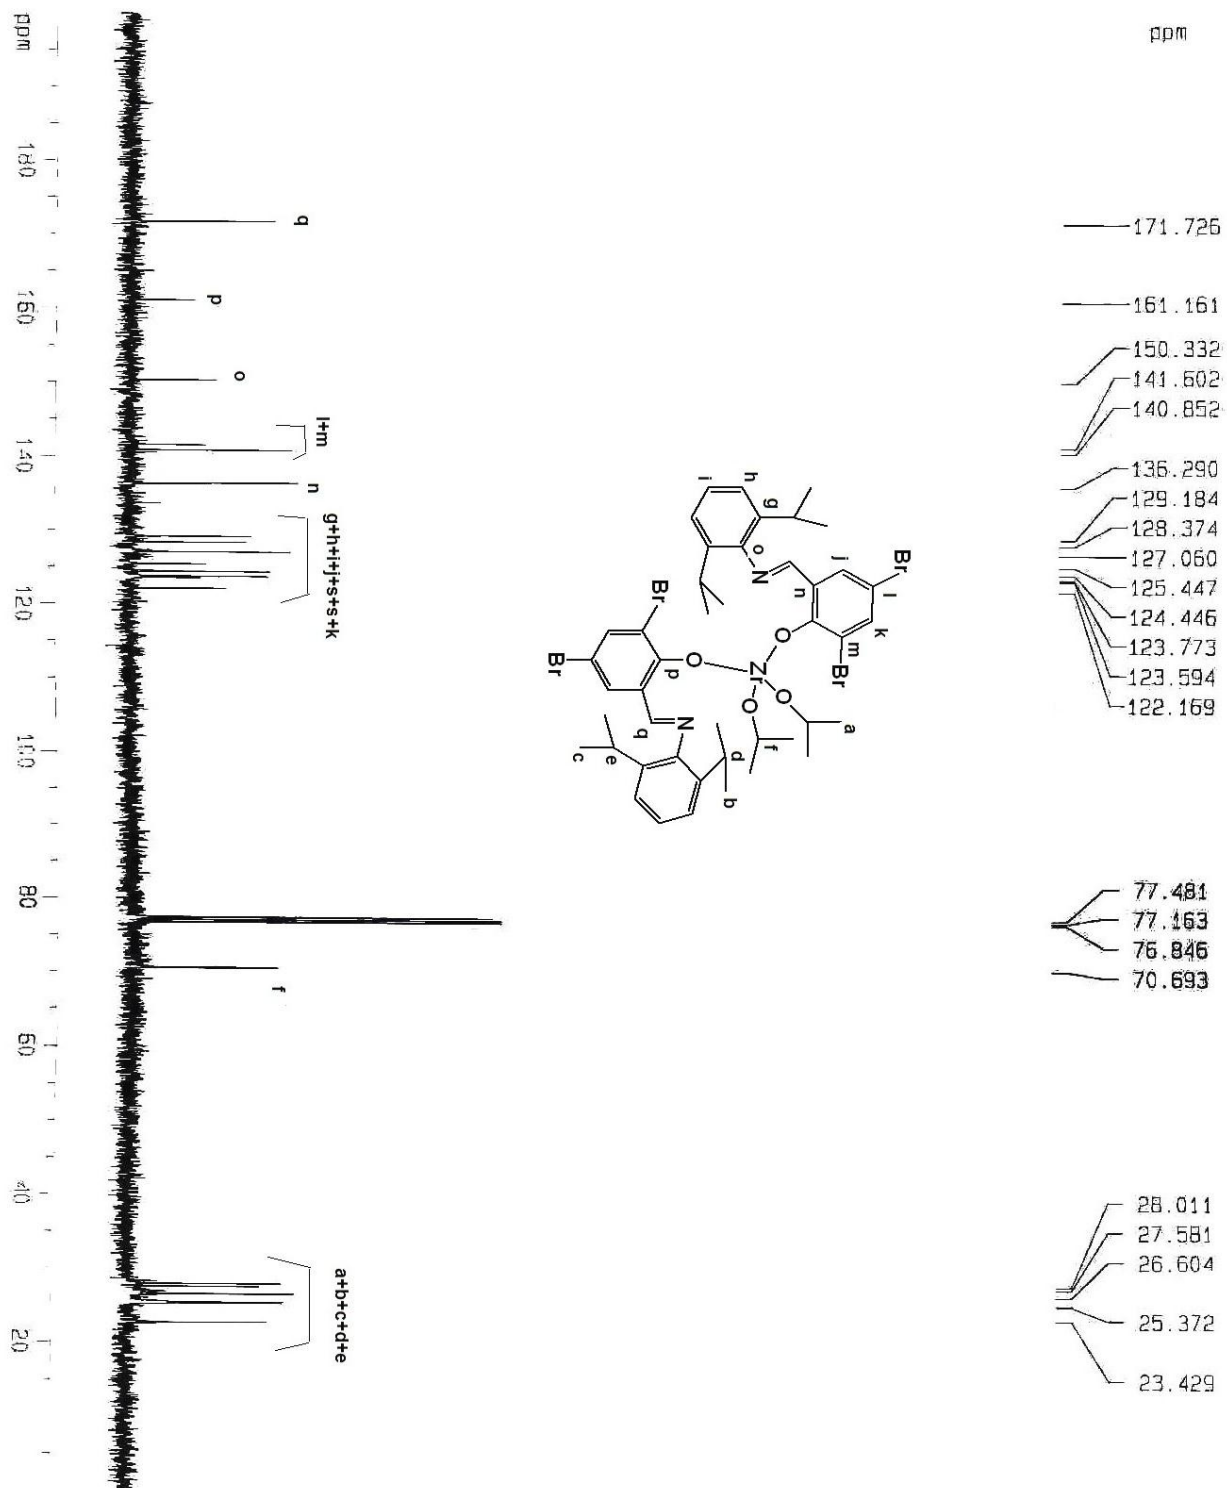 ppm
180
160
140
120
100
80
60
40
20
q
p
o
l+m
n
g+h+i+j+s+s+k
f
a+b+c+d+e
i
h
g
o
N
n
j
Br
l
k
m
Br
O
Zr
O
O
O
a
f
Br
Br
p
q
N
c
e
d
b
ppm
171.726
161.161
150.332
141.602
140.852
136.290
129.184
128.374
127.060
125.447
124.446
123.773
123.594
122.169
77.481
77.163
76.846
70.693
28.011
27.581
26.604
25.372
23.429